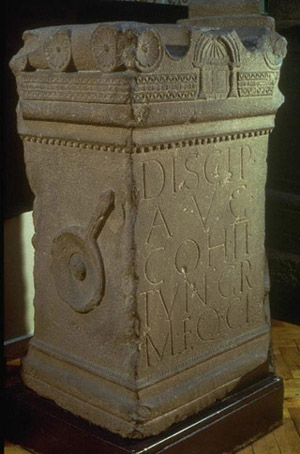 DISCIP·
AVG
COH II
TVNGR
M·EQ·C·L